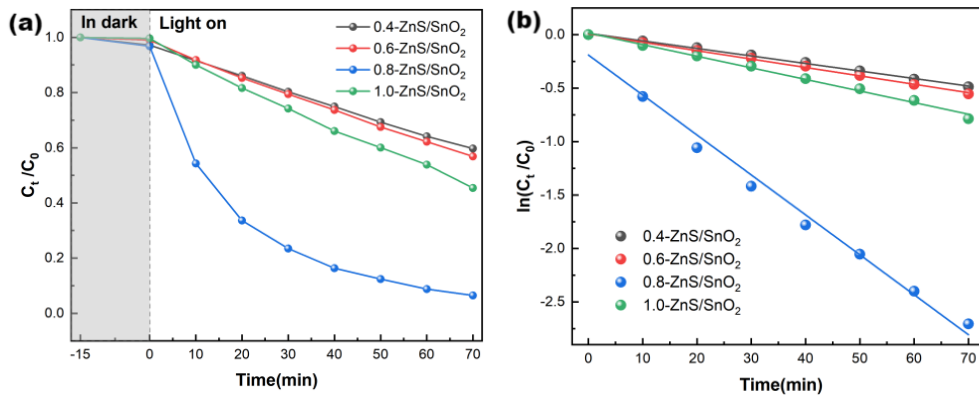 (a)
In dark
Light on
0.4-ZnS/SnO₂
0.6-ZnS/SnO₂
0.8-ZnS/SnO₂
1.0-ZnS/SnO₂
1.0
0.8
0.6
0.4
0.2
0.0
Cₜ/C₀
-15
0
10
20
30
40
50
60
70
Time(min)
(b)
0.0
-0.5
-1.0
-1.5
-2.0
-2.5
ln(Cₜ/C₀)
0.4-ZnS/SnO₂
0.6-ZnS/SnO₂
0.8-ZnS/SnO₂
1.0-ZnS/SnO₂
0
10
20
30
40
50
60
70
Time(min)